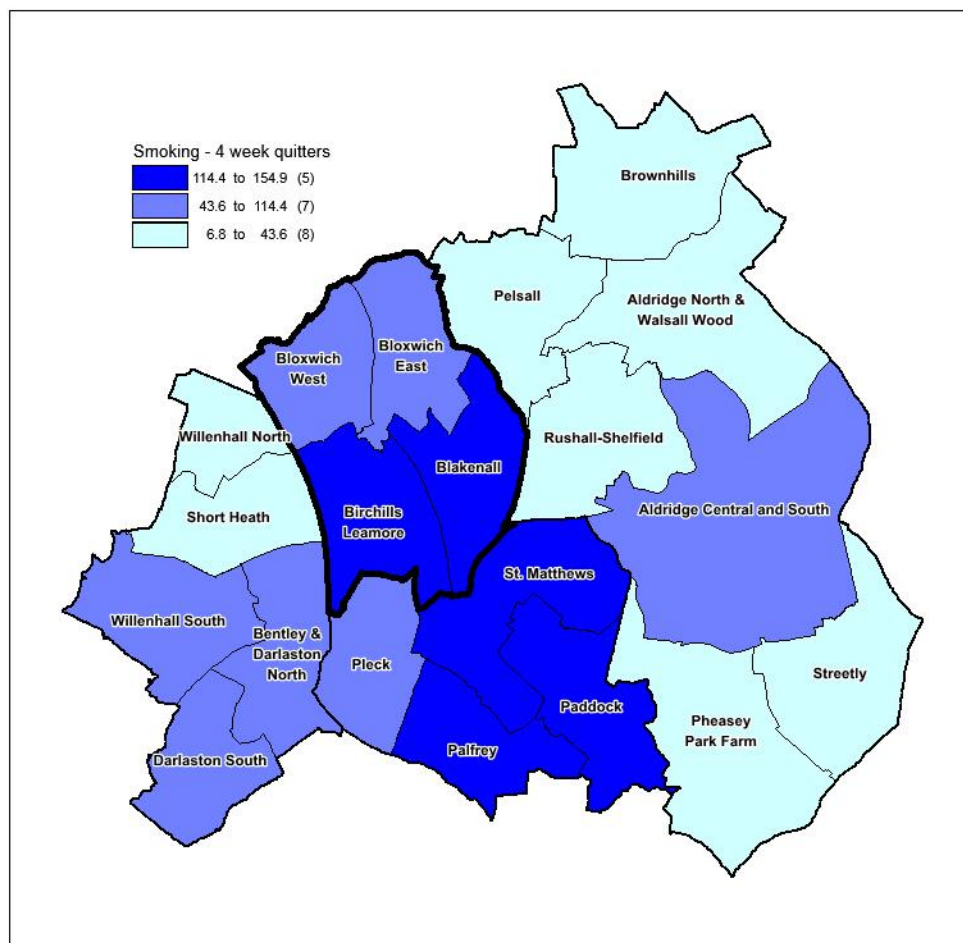 Smoking - 4 week quitters
114.4 to 154.9 (5)
43.6 to 114.4 (7)
6.8 to 43.6 (8)
Brownhills
Pelsall
Aldridge North &
Walsall Wood
Bloxwich
West
Bloxwich
East
Willenhall North
Rushall-Shelfield
Blakenall
Short Heath
Birchills
Leamore
Aldridge Central and South
St. Matthews
Willenhall South
Bentley &
Darlaston
North
Pleck
Streetly
Paddock
Pheasey
Park Farm
Palfrey
Darlaston South